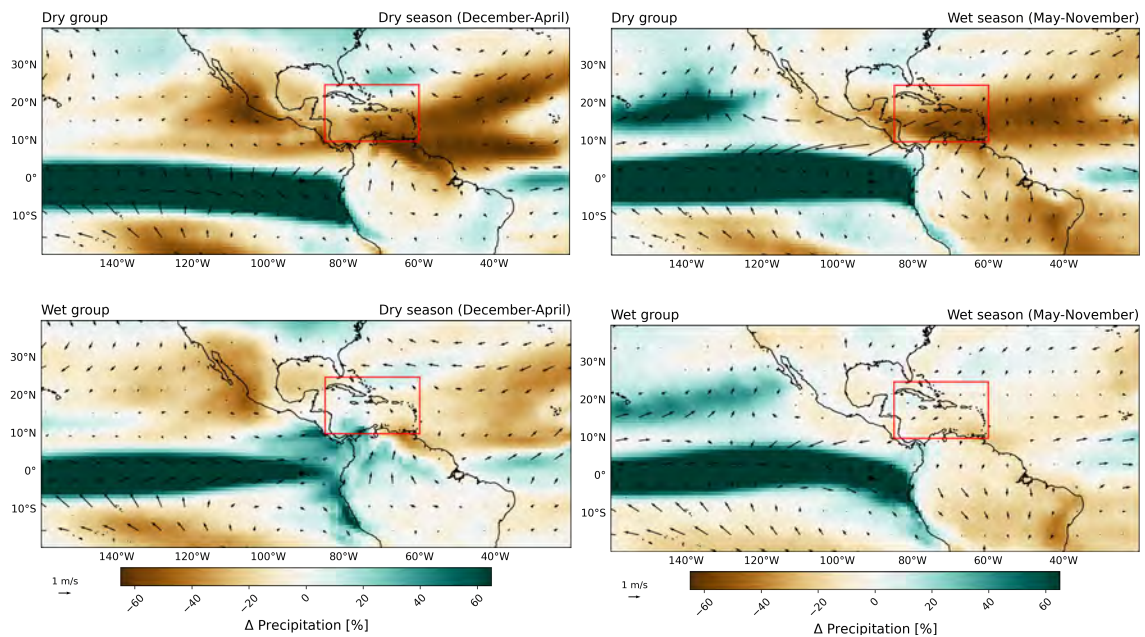 Dry group Dry season (December-April)
30°N
20°N
10°N
0°
10°S
140°W 120°W 100°W 80°W 60°W 40°W
Dry group Wet season (May-November)
30°N
20°N
10°N
0°
10°S
140°W 120°W 100°W 80°W 60°W 40°W
Wet group Dry season (December-April)
30°N
20°N
10°N
0°
10°S
140°W 120°W 100°W 80°W 60°W 40°W
Wet group Wet season (May-November)
30°N
20°N
10°N
0°
10°S
140°W 120°W 100°W 80°W 60°W 40°W
1 m/s
−60 −40 −20 0 20 40 60
Δ Precipitation [%]
1 m/s
−60 −40 −20 0 20 40 60
Δ Precipitation [%]